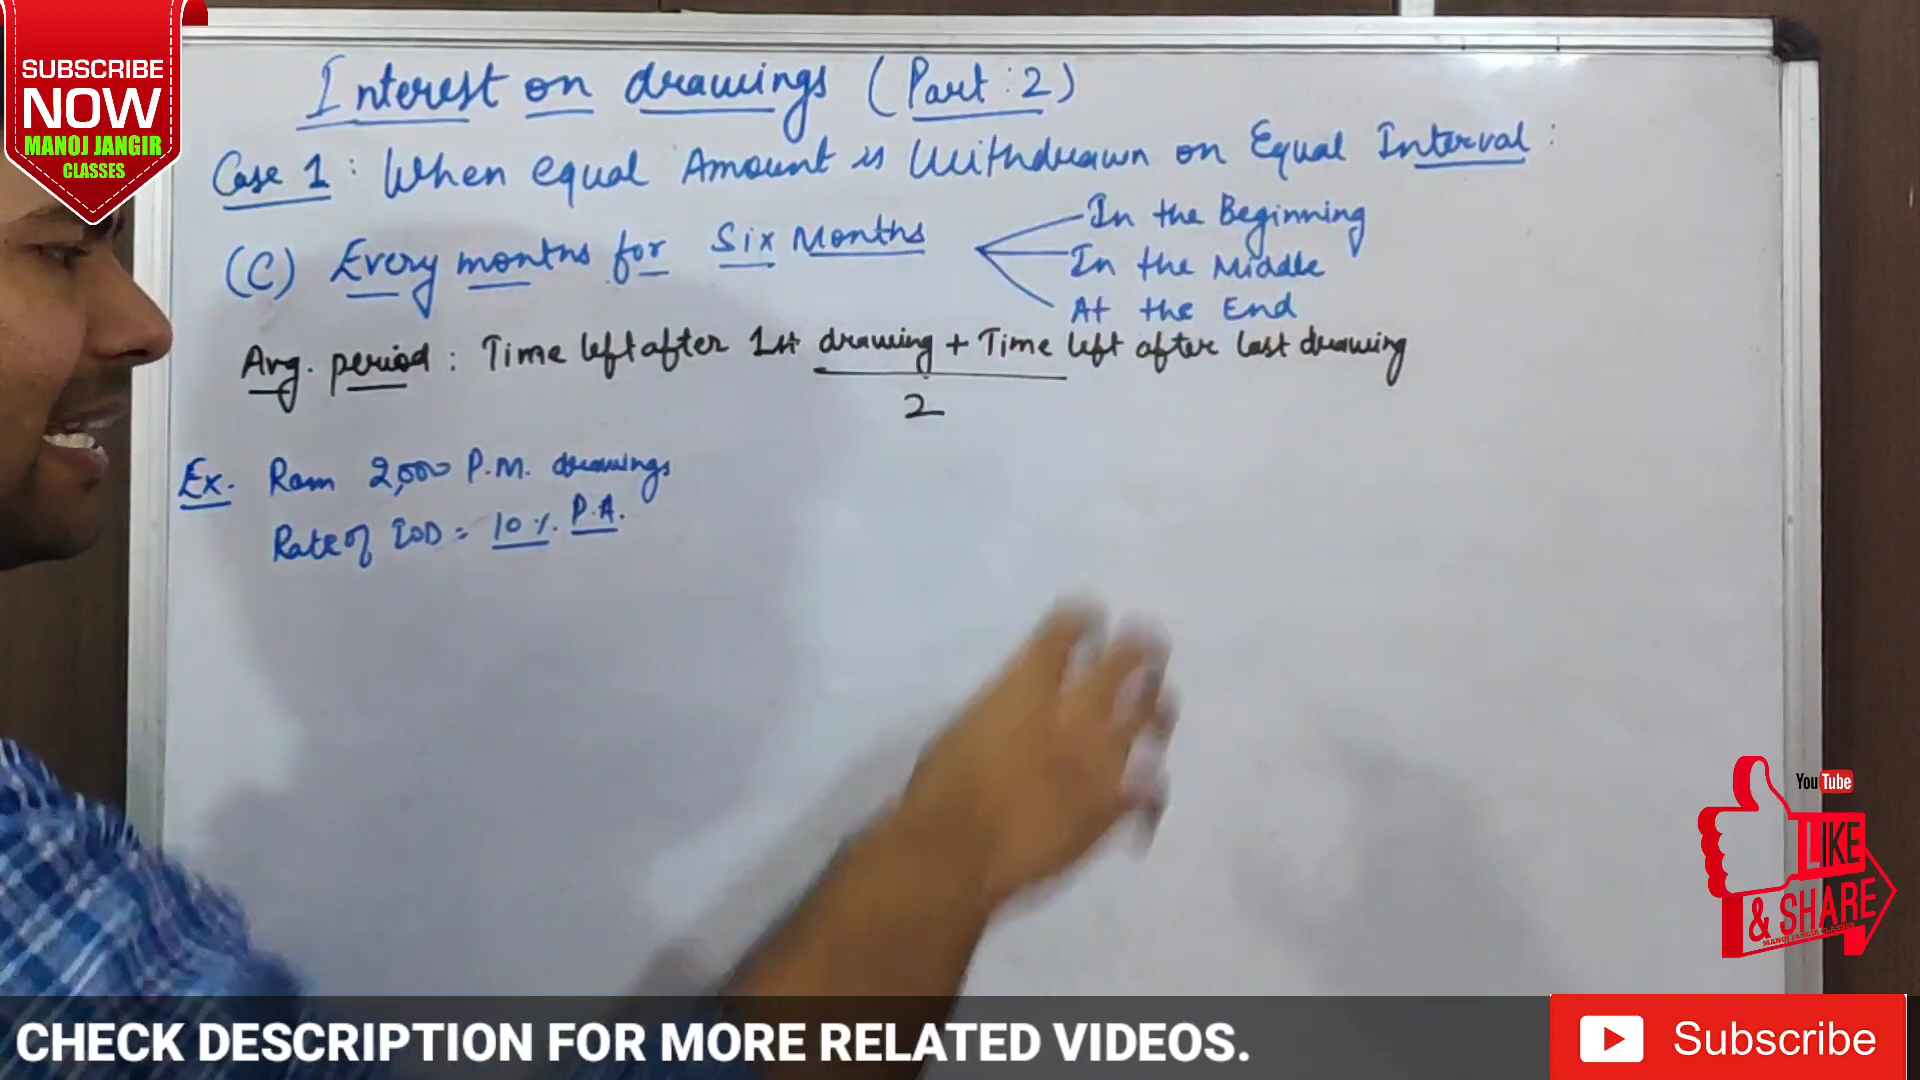 SUBSCRIBE
NOW
MANOJ JANGIR
CLASSES
Interest on drawings (Part : 2)
Case 1 : When equal Amount is Withdrawn on Equal Interval :
(C) Every months for Six Months
In the Beginning
In the Middle
At the End
Avg. period : Time left after 1st drawing + Time left after last drawing
2
Ex. Ram 2,000 P.M. drawings
Rate of IOD = 10 %. P.A.
YouTube
LIKE
& SHARE
MANOJ JANGIR CLASSES
CHECK DESCRIPTION FOR MORE RELATED VIDEOS.
Subscribe